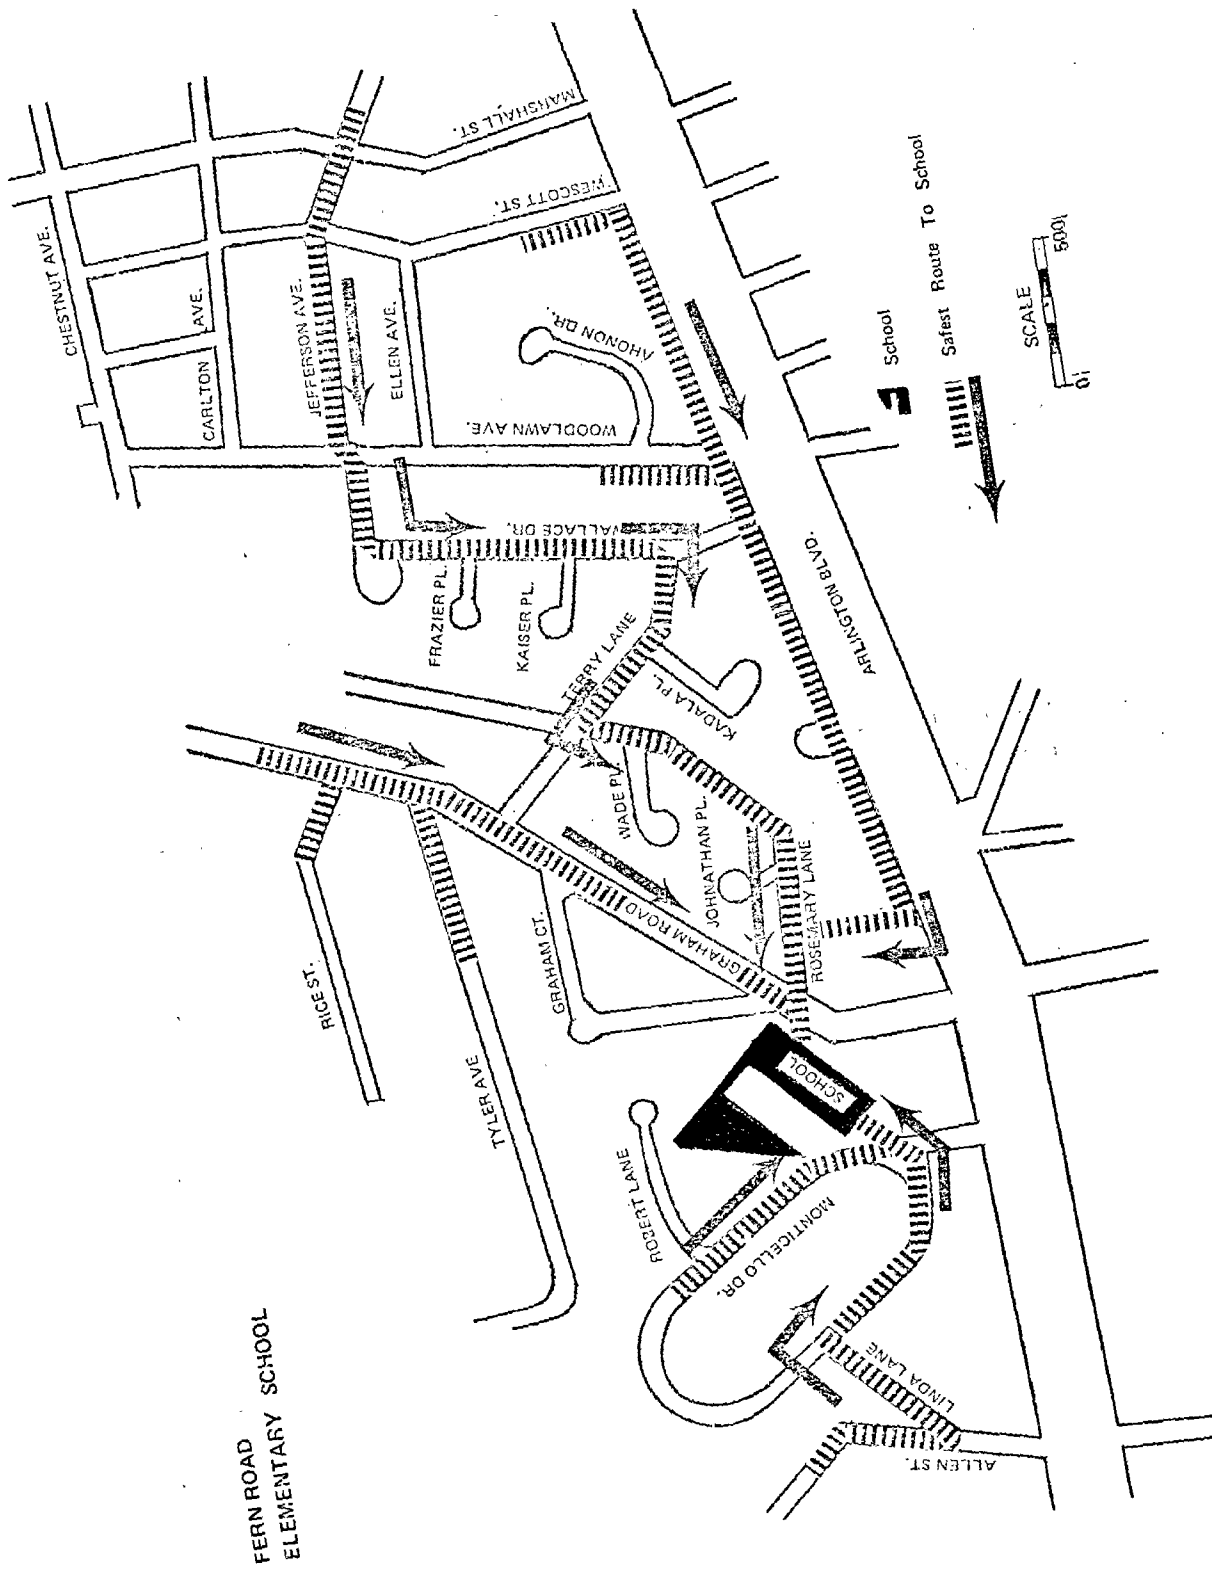 FERN ROAD
ELEMENTARY SCHOOL
CHESTNUT AVE.
CARLTON AVE.
JEFFERSON AVE.
ELLEN AVE.
MARSHALL ST.
WESCOTT ST.
WOODLAWN AVE.
WALLACE DR.
FRAZIER PL.
KAISER PL.
TERRY LANE
KADALA PL.
WADE PL.
JOHNATHAN PL.
ROSEMARY LANE
GRAHAM ROAD
GRAHAM
GRAHAM CT.
RICE ST.
TYLER AVE
ROBERT LANE
MONTICELLO DR.
LINDA LANE
ALLEN ST.
ARLINGTON BLVD.
SCHOOL
School
Safest Route To School
SCALE
0 500